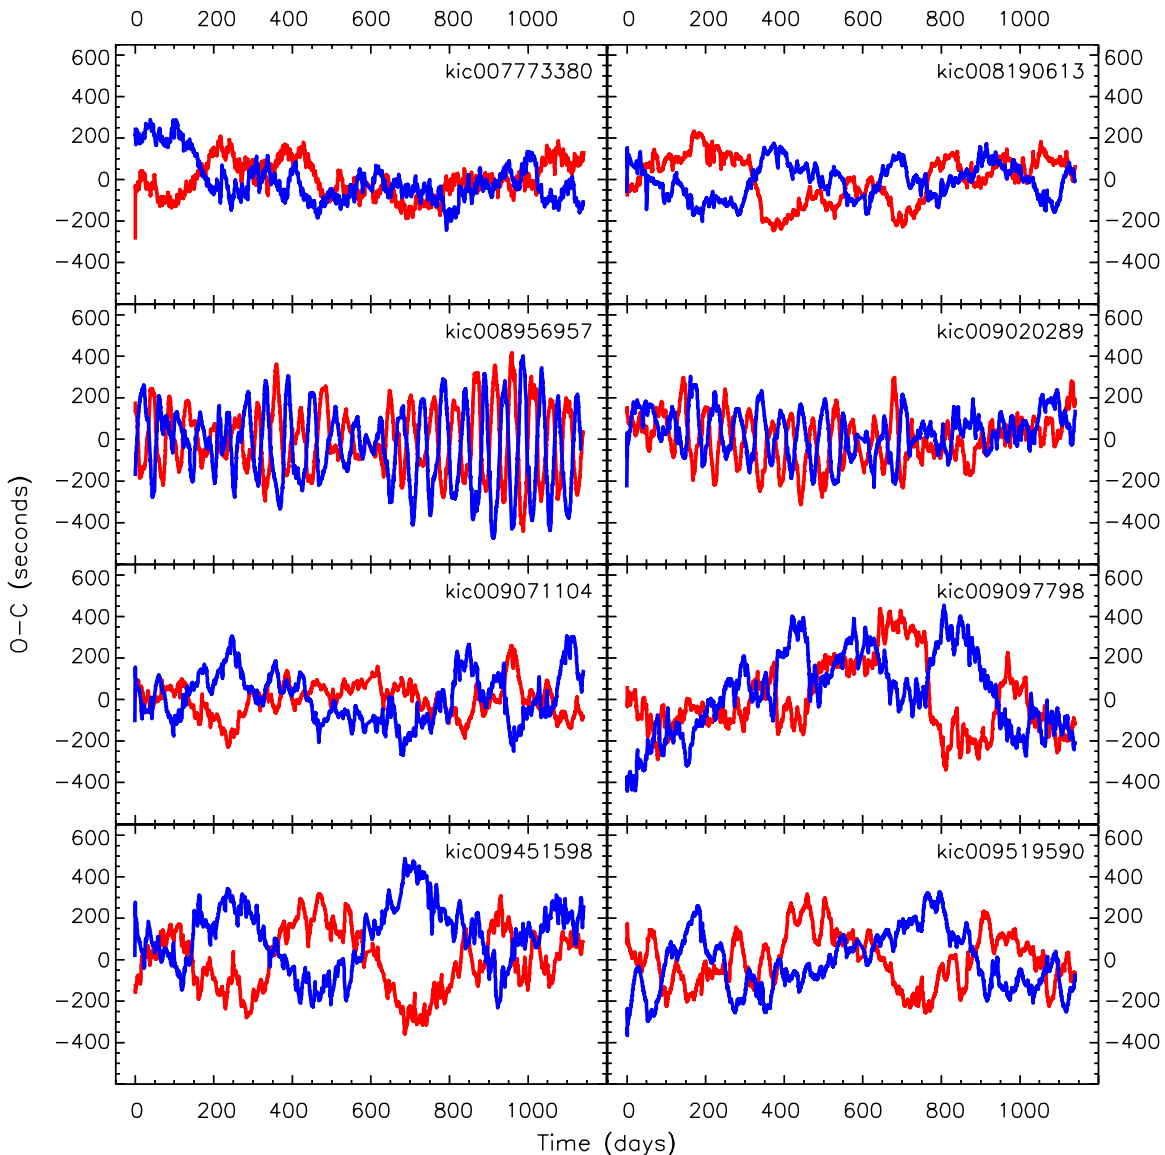 0 200 400 600 800 1000 0 200 400 600 800 1000
600 kic007773380 kic008190613 600
400 400
200 200
0 0
−200 −200
−400 −400
600 kic008956957 kic009020289 600
400 400
200 200
0 0
−200 −200
−400 −400
O−C (seconds)
600 kic009071104 kic009097798 600
400 400
200 200
0 0
−200 −200
−400 −400
600 kic009451598 kic009519590 600
400 400
200 200
0 0
−200 −200
−400 −400
0 200 400 600 800 1000 0 200 400 600 800 1000
Time (days)